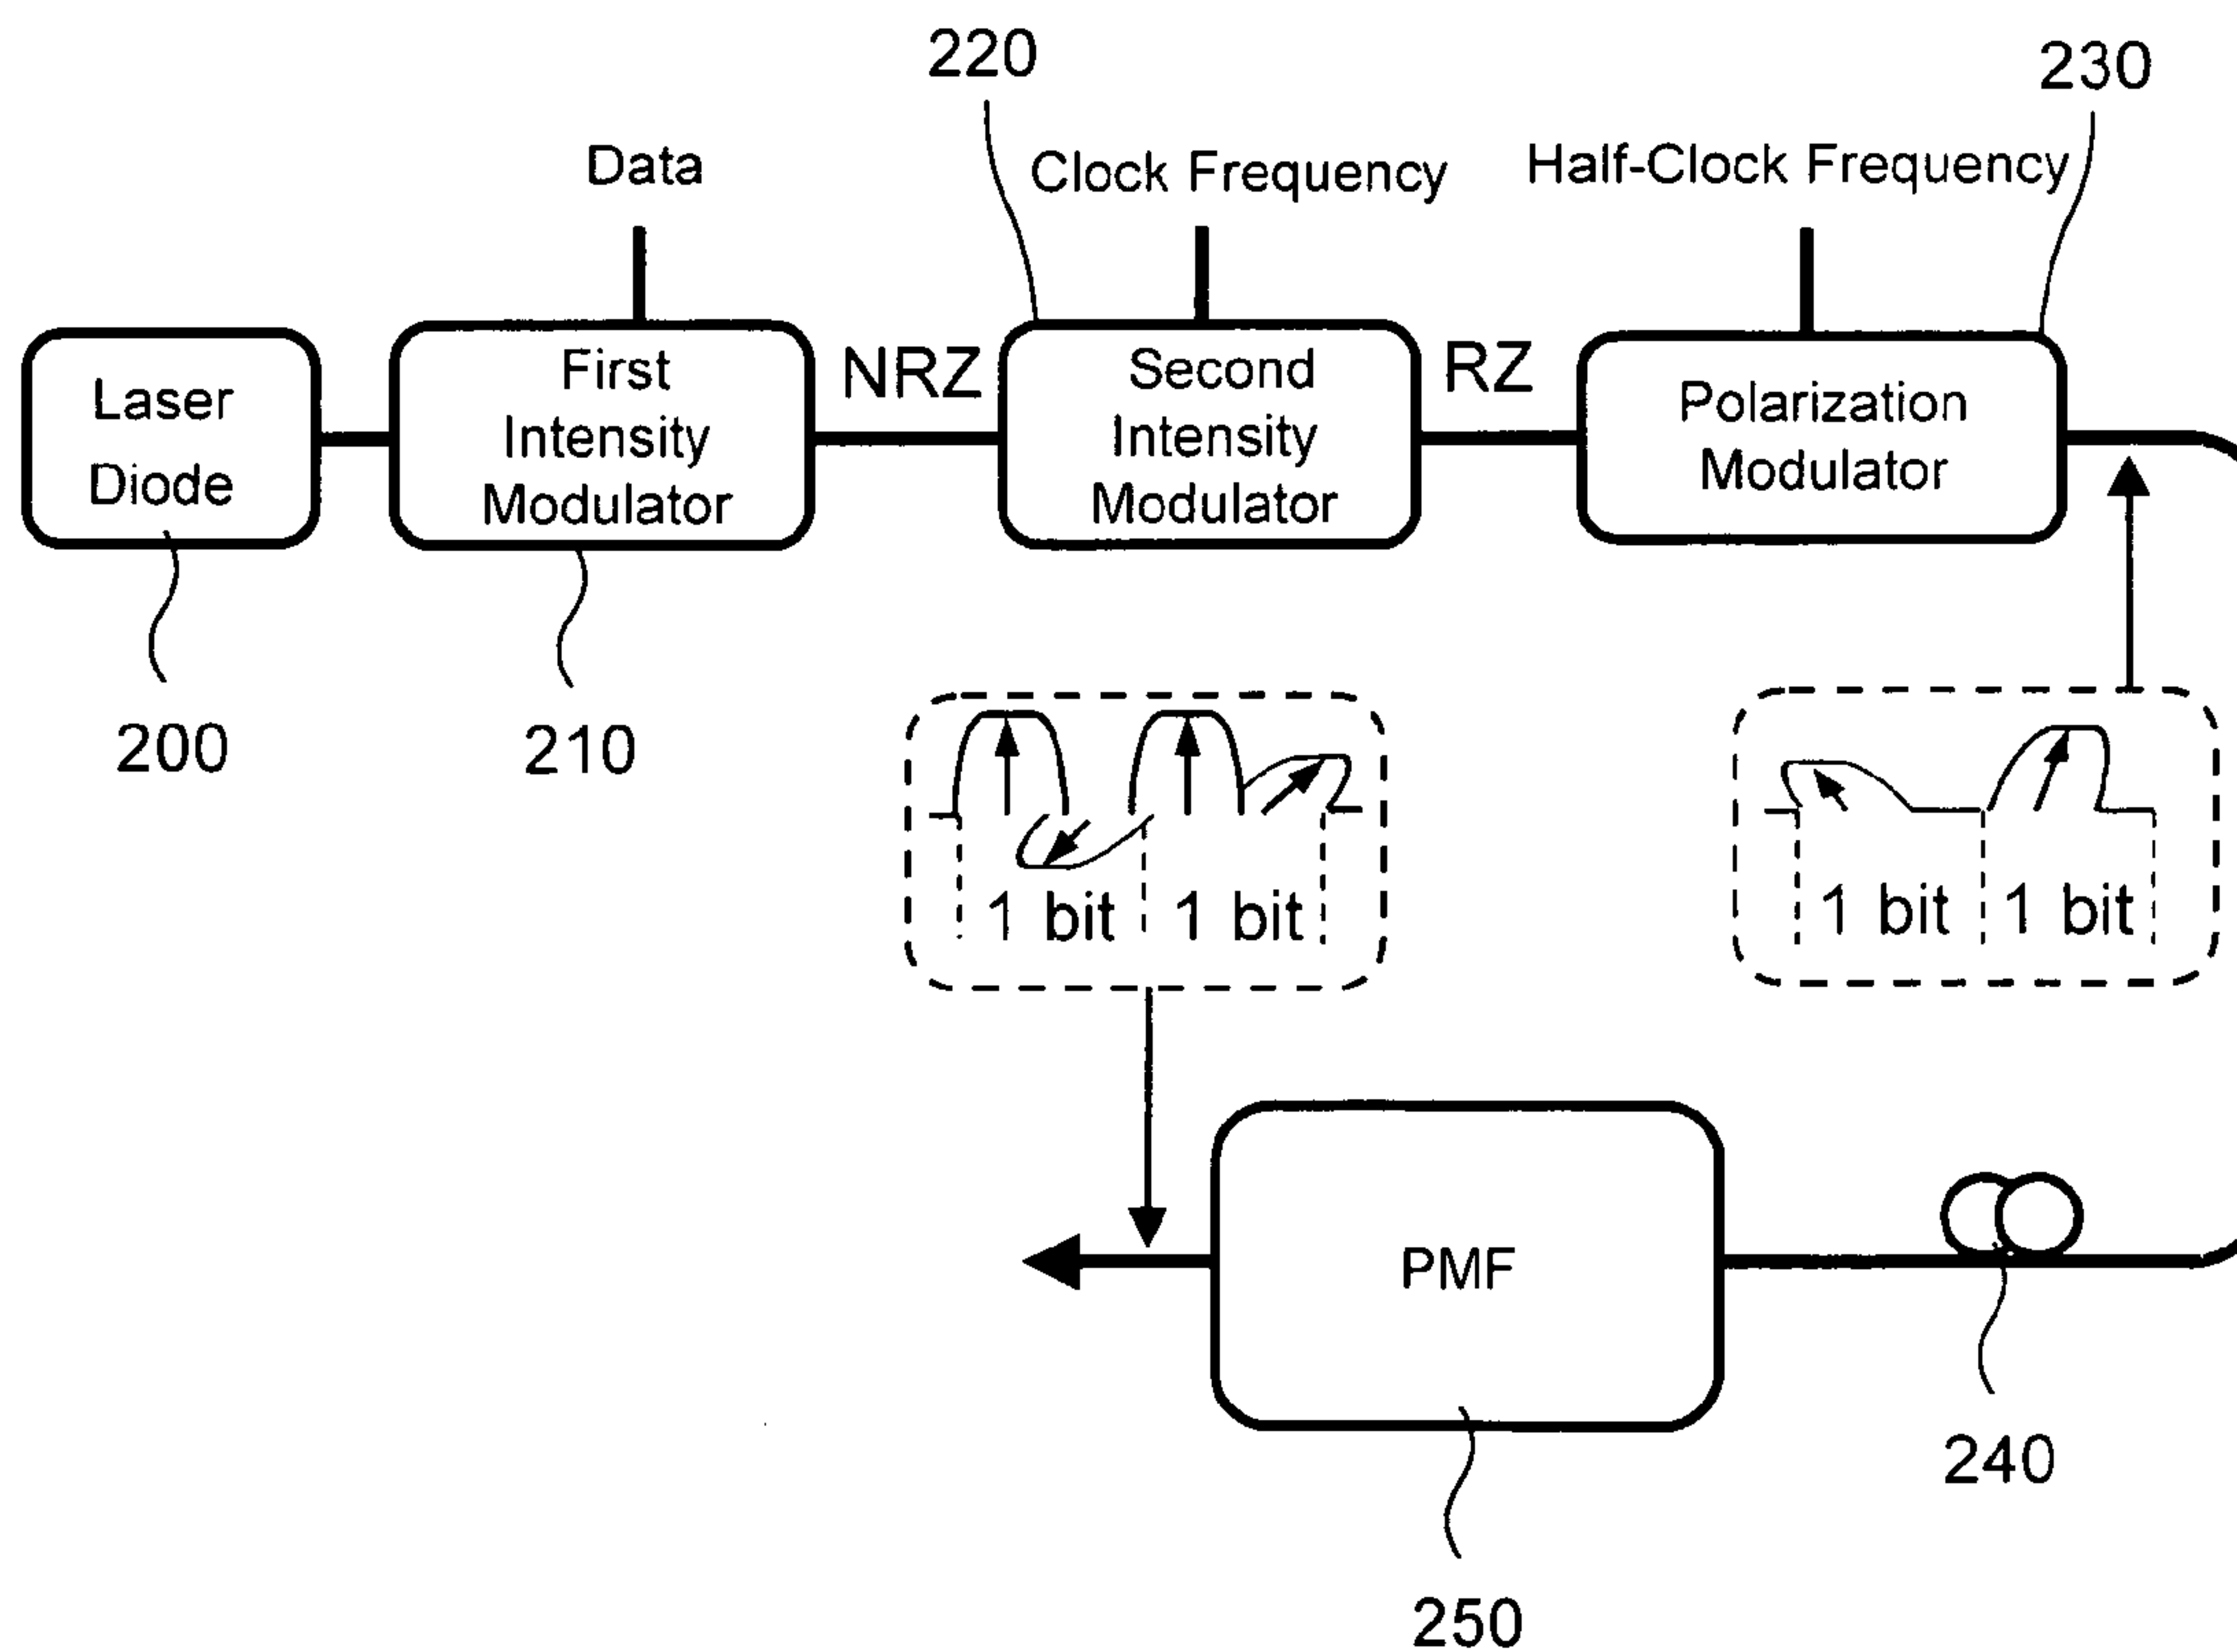 220
230
Data
Clock Frequency
Half-Clock Frequency
Laser
Diode
First
Intensity
Modulator
NRZ
Second
Intensity
Modulator
RZ
Polarization
Modulator
200
210
1 bit
1 bit
1 bit
1 bit
PMF
240
250